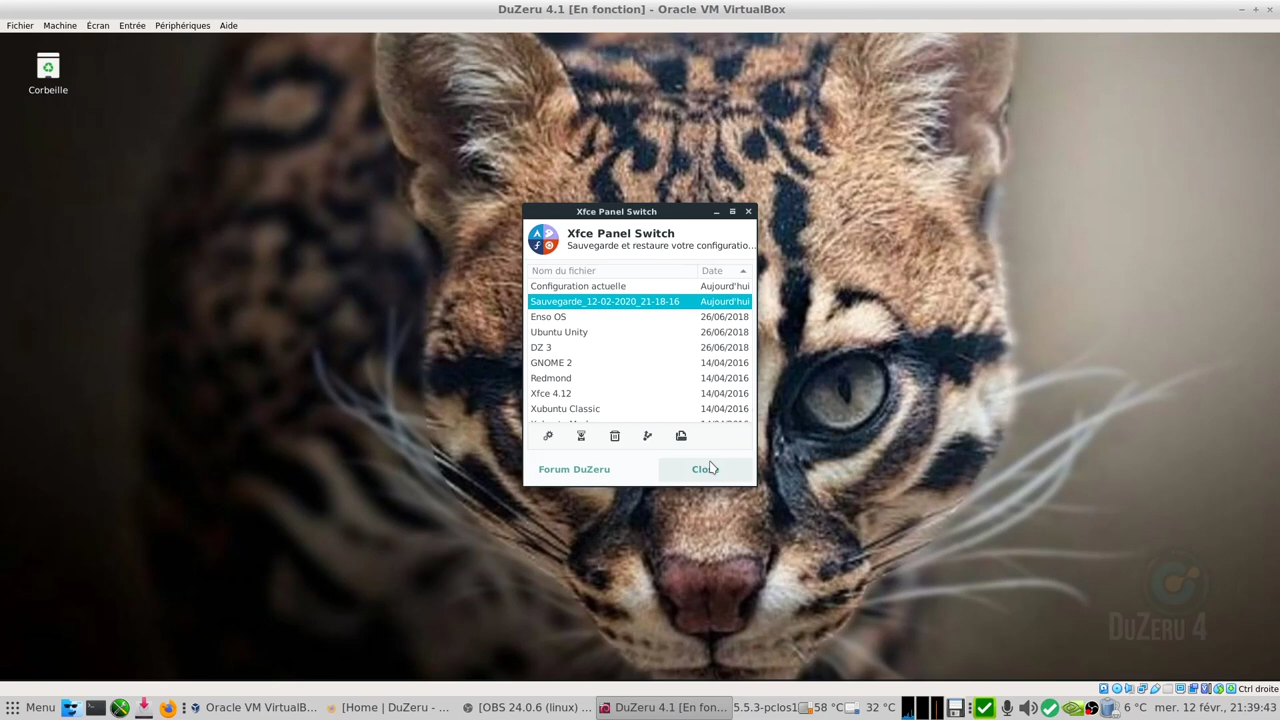 DuZeru 4.1 [En fonction] - Oracle VM VirtualBox
Fichier Machine Écran Entrée Périphériques Aide
Corbeille
Xfce Panel Switch
Xfce Panel Switch
Sauvegarde et restaure votre configuratio...
Nom du fichier Date
Configuration actuelle Aujourd'hui
Sauvegarde_12-02-2020_21-18-16 Aujourd'hui
Enso OS 26/06/2018
Ubuntu Unity 26/06/2018
DZ 3 26/06/2018
GNOME 2 14/04/2016
Redmond 14/04/2016
Xfce 4.12 14/04/2016
Xubuntu Classic 14/04/2016
Forum DuZeru Close
DUZERU 4
Ctrl droite
Menu [Home | DuZeru - ... [OBS 24.0.6 (linux) ... DuZeru 4.1 [En fon... 5.5.3-pclos1 58 °C 32 °C 6 °C mer. 12 févr., 21:39:43